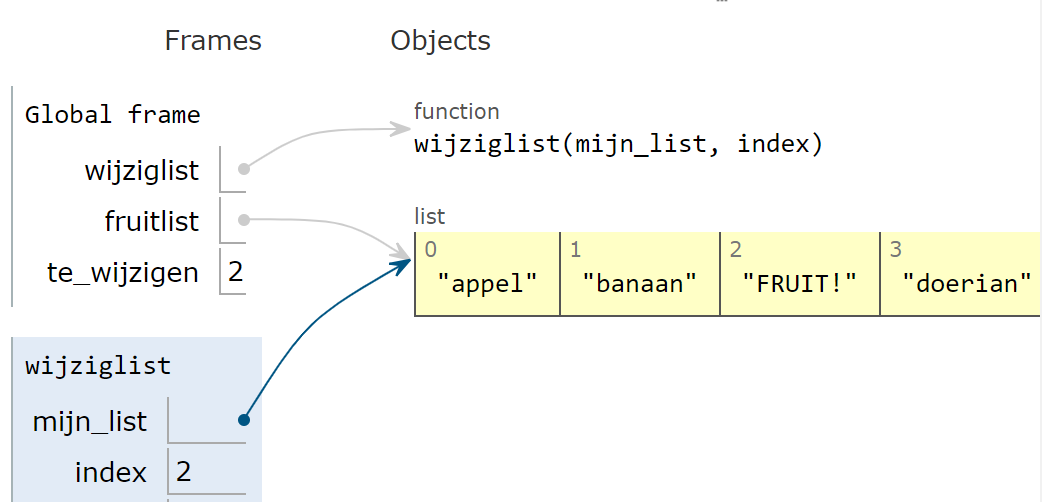 Frames Objects
Global frame
function
wijziglist
wijziglist(mijn_list, index)
fruitlist
list
te_wijzigen 2
0 1 2 3
"appel" "banaan" "FRUIT!" "doerian"
wijziglist
mijn_list
index 2